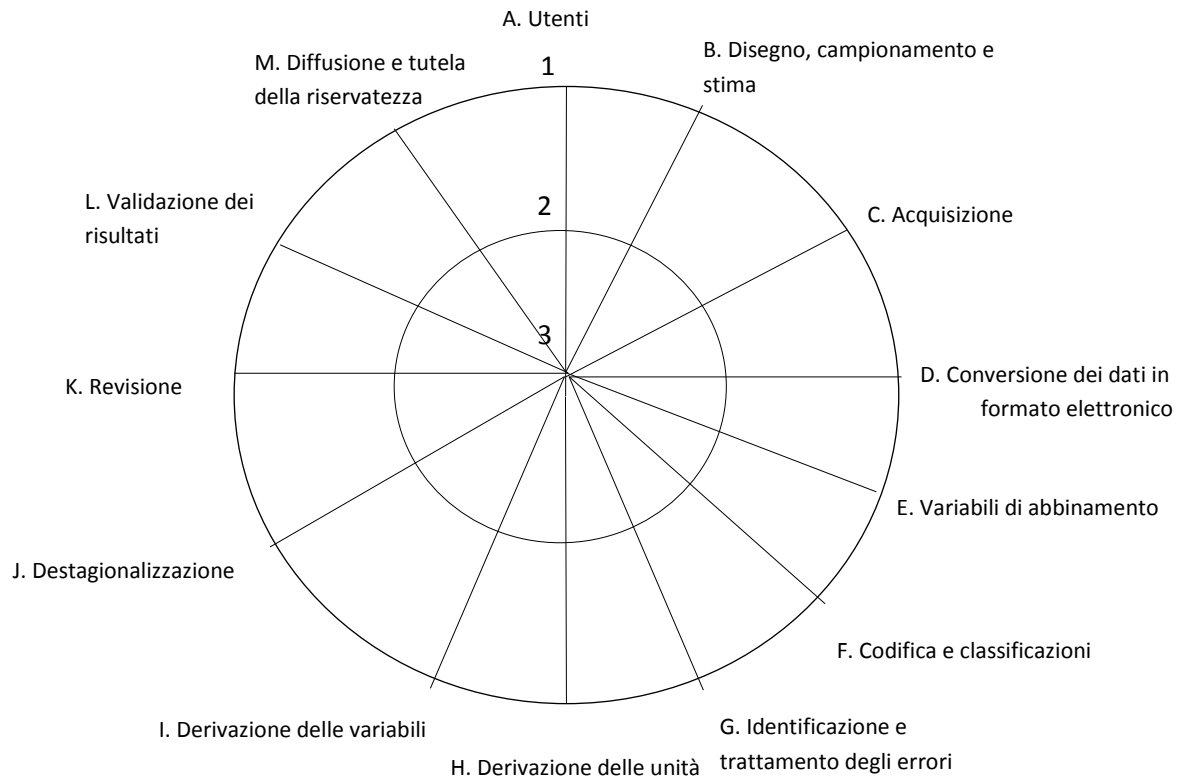 A. Utenti
1
B. Disegno, campionamento e
stima
C. Acquisizione
D. Conversione dei dati in
formato elettronico
E. Variabili di abbinamento
F. Codifica e classificazioni
G. Identificazione e
trattamento degli errori
H. Derivazione delle unità
I. Derivazione delle variabili
J. Destagionalizzazione
K. Revisione
L. Validazione dei
risultati
M. Diffusione e tutela
della riservatezza
2
3